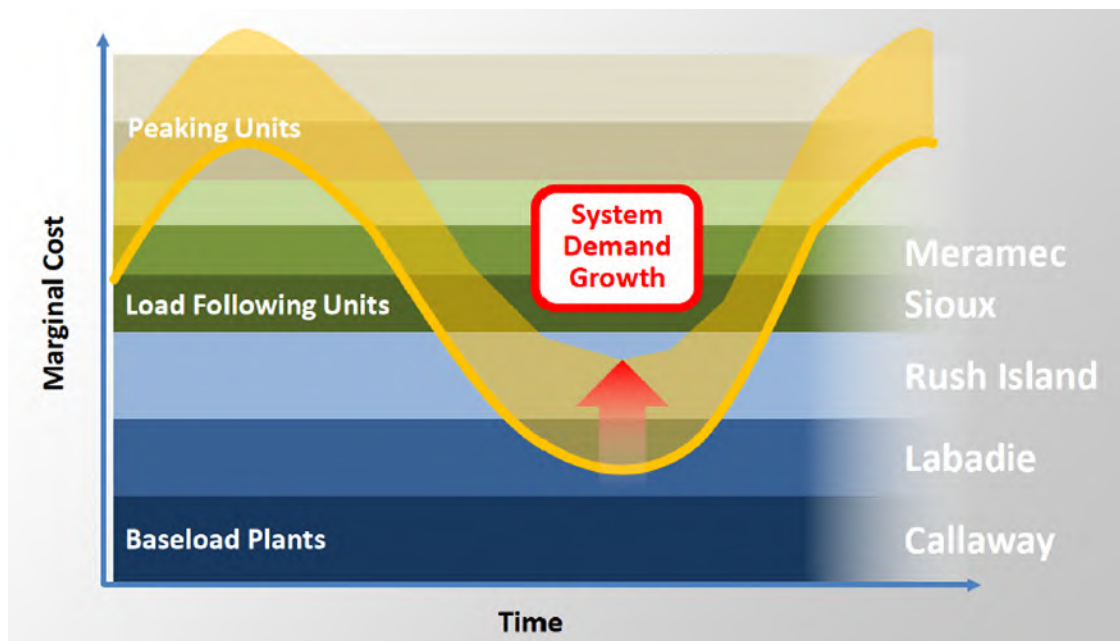 Marginal Cost
Peaking Units
System
Demand
Growth
Load Following Units
Baseload Plants
Meramec
Sioux
Rush Island
Labadie
Callaway
Time